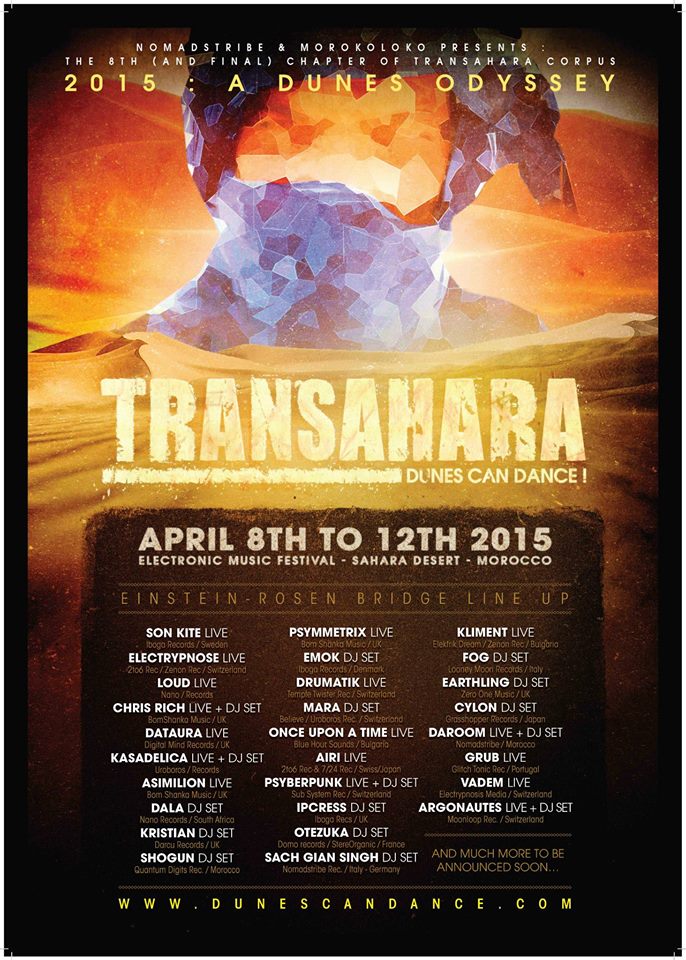 NOMADSTRIBE & MOROKOLOKO PRESENTS :
THE 8TH (AND FINAL) CHAPTER OF TRANSAHARA CORPUS
2015 : A DUNES ODYSSEY
TRANSAHARA
DUNES CAN DANCE !
APRIL 8TH TO 12TH 2015
ELECTRONIC MUSIC FESTIVAL - SAHARA DESERT - MOROCCO
EINSTEIN-ROSEN BRIDGE LINE UP
SON KITE LIVE
Iboga Records / Sweden
ELECTRYPNOSE LIVE
2to6 Rec / Zenon Rec / Switzerland
LOUD LIVE
Nano / Records
CHRIS RICH LIVE + DJ SET
BomShanka Music / UK
DATAURA LIVE
Digital Mind Records / UK
KASADELICA LIVE + DJ SET
Uroboros / Records
ASIMILION LIVE
Bom Shanka Music / UK
DALA DJ SET
Nano Records / South Africa
KRISTIAN DJ SET
Darcu Records / UK
SHOGUN DJ SET
Quantum Digits Rec. / Morocco
PSYMMETRIX LIVE
Bom Shanka Music / UK
EMOK DJ SET
Iboga Records / Denmark
DRUMATIK LIVE
Temple Twister Rec. / Switzerland
MARA DJ SET
Believe / Uroboros Rec. / Switzerland
ONCE UPON A TIME LIVE
Blue Hour Sounds / Bulgaria
AIRI LIVE
2to6 Rec & 7/24 Rec / Swiss/Japan
PSYBERPUNK LIVE + DJ SET
Sub System Rec / Switzerland
IPCRESS DJ SET
Iboga Recs / UK
OTEZUKA DJ SET
Domo records / StereOrganic / France
SACH GIAN SINGH DJ SET
Nomadstribe Rec. / Italy - Germany
KLIMENT LIVE
Elektrik Dream / Zenon Rec / Bulgaria
FOG DJ SET
Looney Moon Records / Italy
EARTHLING DJ SET
Zero One Music / UK
CYLON DJ SET
Grasshopper Records / Japan
DAROOM LIVE + DJ SET
Nomadstribe / Morocco
GRUB LIVE
Glitch Tonic Rec / Portugal
VADEM LIVE
Electrypnosis Media / Switzerland
ARGONAUTES LIVE + DJ SET
Moonloop Rec. / Switzerland
AND MUCH MORE TO BE
ANNOUNCED SOON...
WWW.DUNESCANDANCE.COM